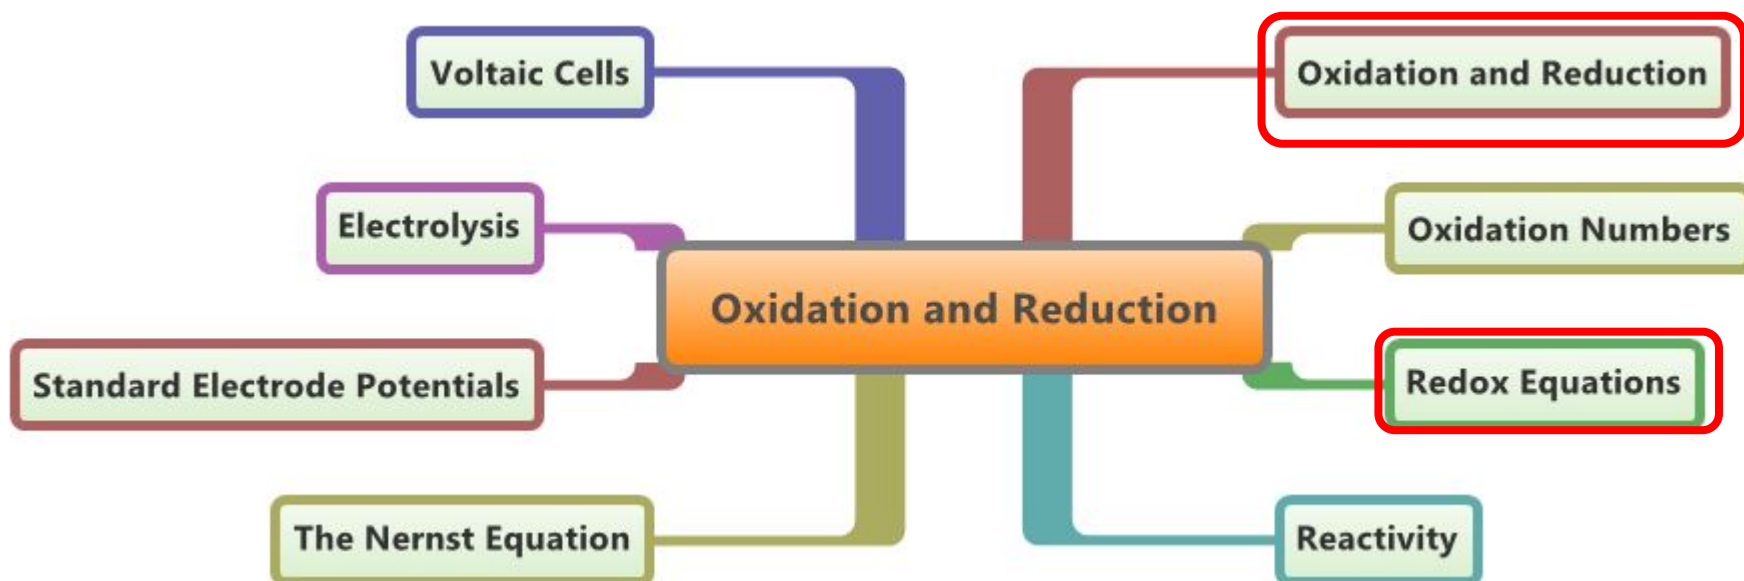 Voltaic Cells
Oxidation and Reduction
Electrolysis
Oxidation Numbers
Oxidation and Reduction
Standard Electrode Potentials
Redox Equations
The Nernst Equation
Reactivity